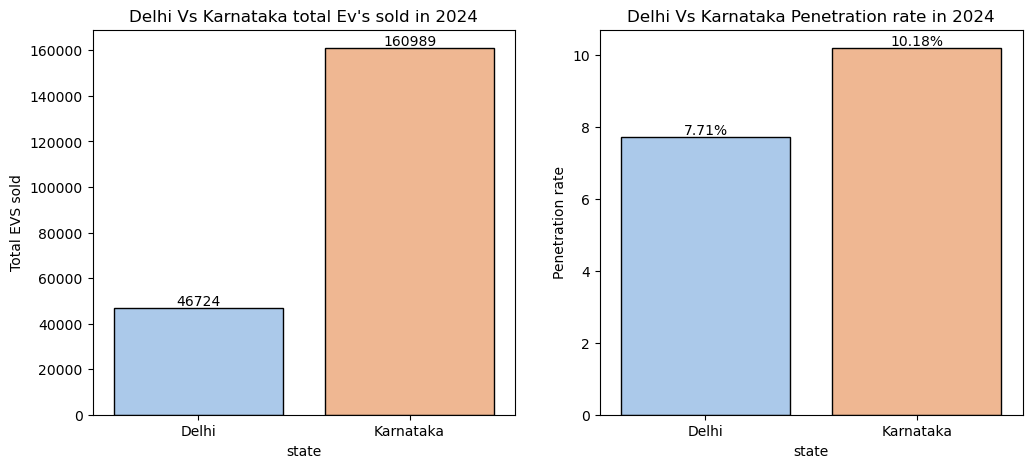 Delhi Vs Karnataka total Ev's sold in 2024
160989
160000
140000
120000
100000
80000
60000
40000
20000
0
46724
Total EVS sold
Delhi
Karnataka
state
Delhi Vs Karnataka Penetration rate in 2024
10.18%
10
8
6
4
2
0
7.71%
Penetration rate
Delhi
Karnataka
state